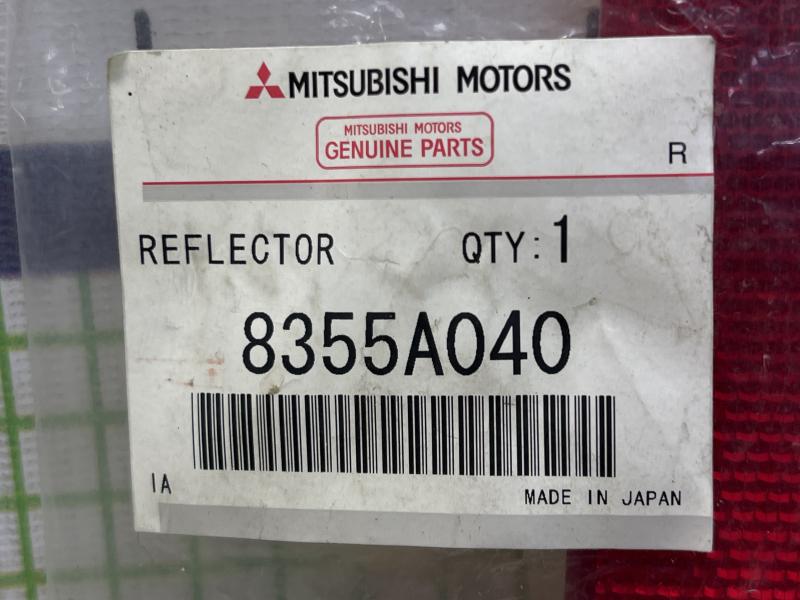 MITSUBISHI MOTORS
MITSUBISHI MOTORS
GENUINE PARTS
R
REFLECTOR QTY: 1
8355A040
IA MADE IN JAPAN